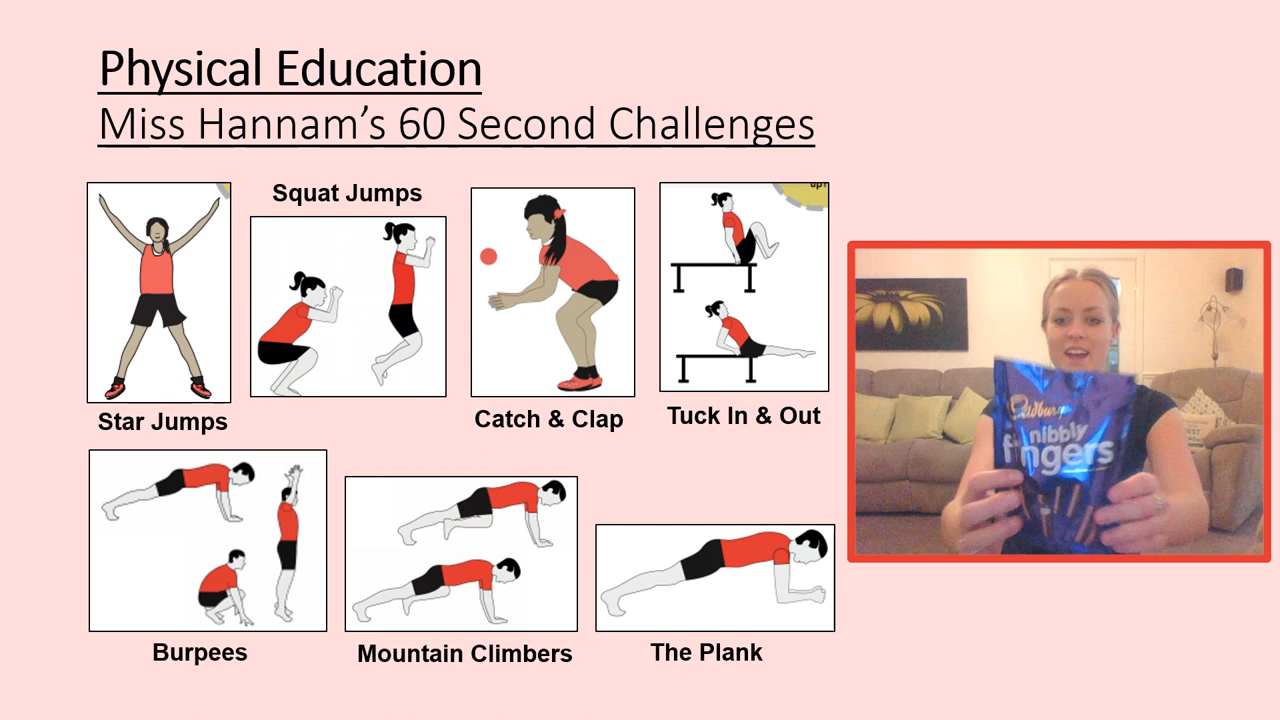 Physical Education
Miss Hannam's 60 Second Challenges
Squat Jumps
up!
Star Jumps
Catch & Clap
Tuck In & Out
Cadbury
nibbly
fingers
Burpees
Mountain Climbers
The Plank